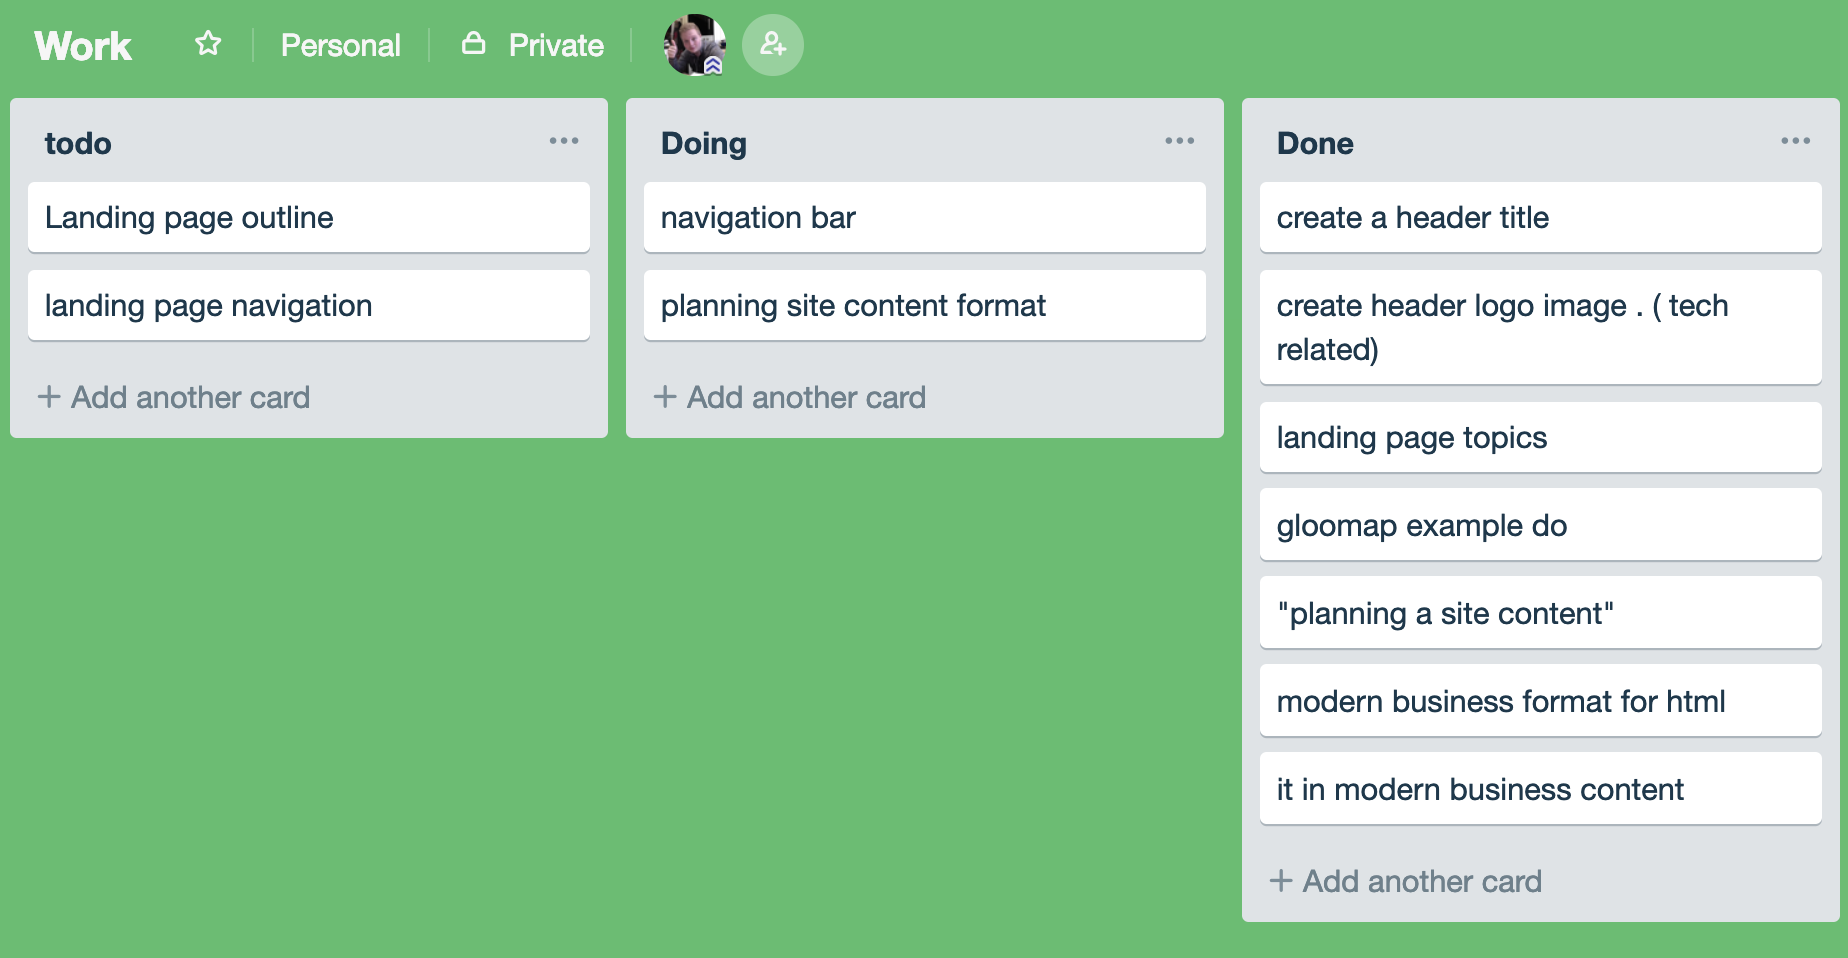 Work
Personal
Private
todo
Landing page outline
landing page navigation
+ Add another card
Doing
navigation bar
planning site content format
+ Add another card
Done
create a header title
create header logo image . ( tech
related)
landing page topics
gloomap example do
"planning a site content"
modern business format for html
it in modern business content
+ Add another card